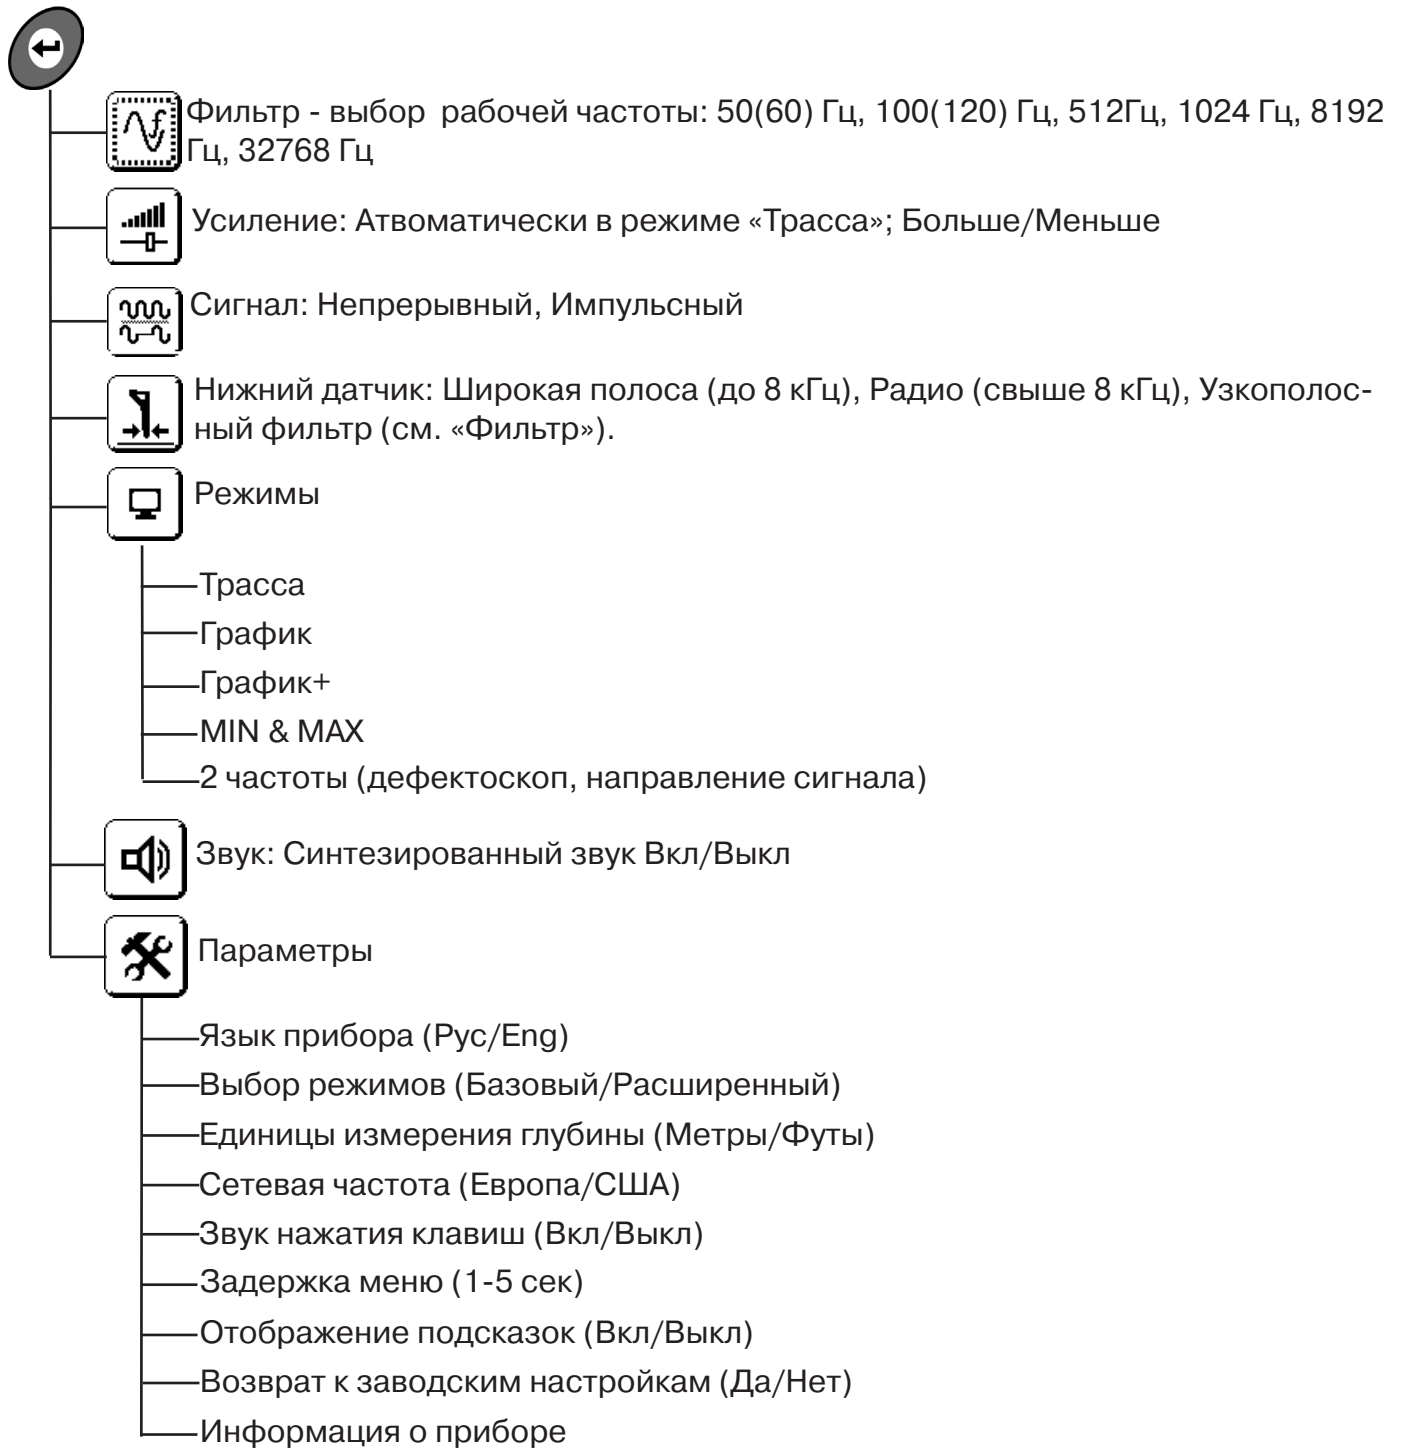 Фильтр - выбор рабочей частоты: 50(60) Гц, 100(120) Гц, 512Гц, 1024 Гц, 8192
Гц, 32768 Гц
Усиление: Атвоматически в режиме «Трасса»; Больше/Меньше
Сигнал: Непрерывный, Импульсный
Нижний датчик: Широкая полоса (до 8 кГц), Радио (свыше 8 кГц), Узкополос-
ный фильтр (см. «Фильтр»).
Режимы
Трасса
График
График+
MIN & MAX
2 частоты (дефектоскоп, направление сигнала)
Звук: Синтезированный звук Вкл/Выкл
Параметры
Язык прибора (Рус/Eng)
Выбор режимов (Базовый/Расширенный)
Единицы измерения глубины (Метры/Футы)
Сетевая частота (Европа/США)
Звук нажатия клавиш (Вкл/Выкл)
Задержка меню (1-5 сек)
Отображение подсказок (Вкл/Выкл)
Возврат к заводским настройкам (Да/Нет)
Информация о приборе